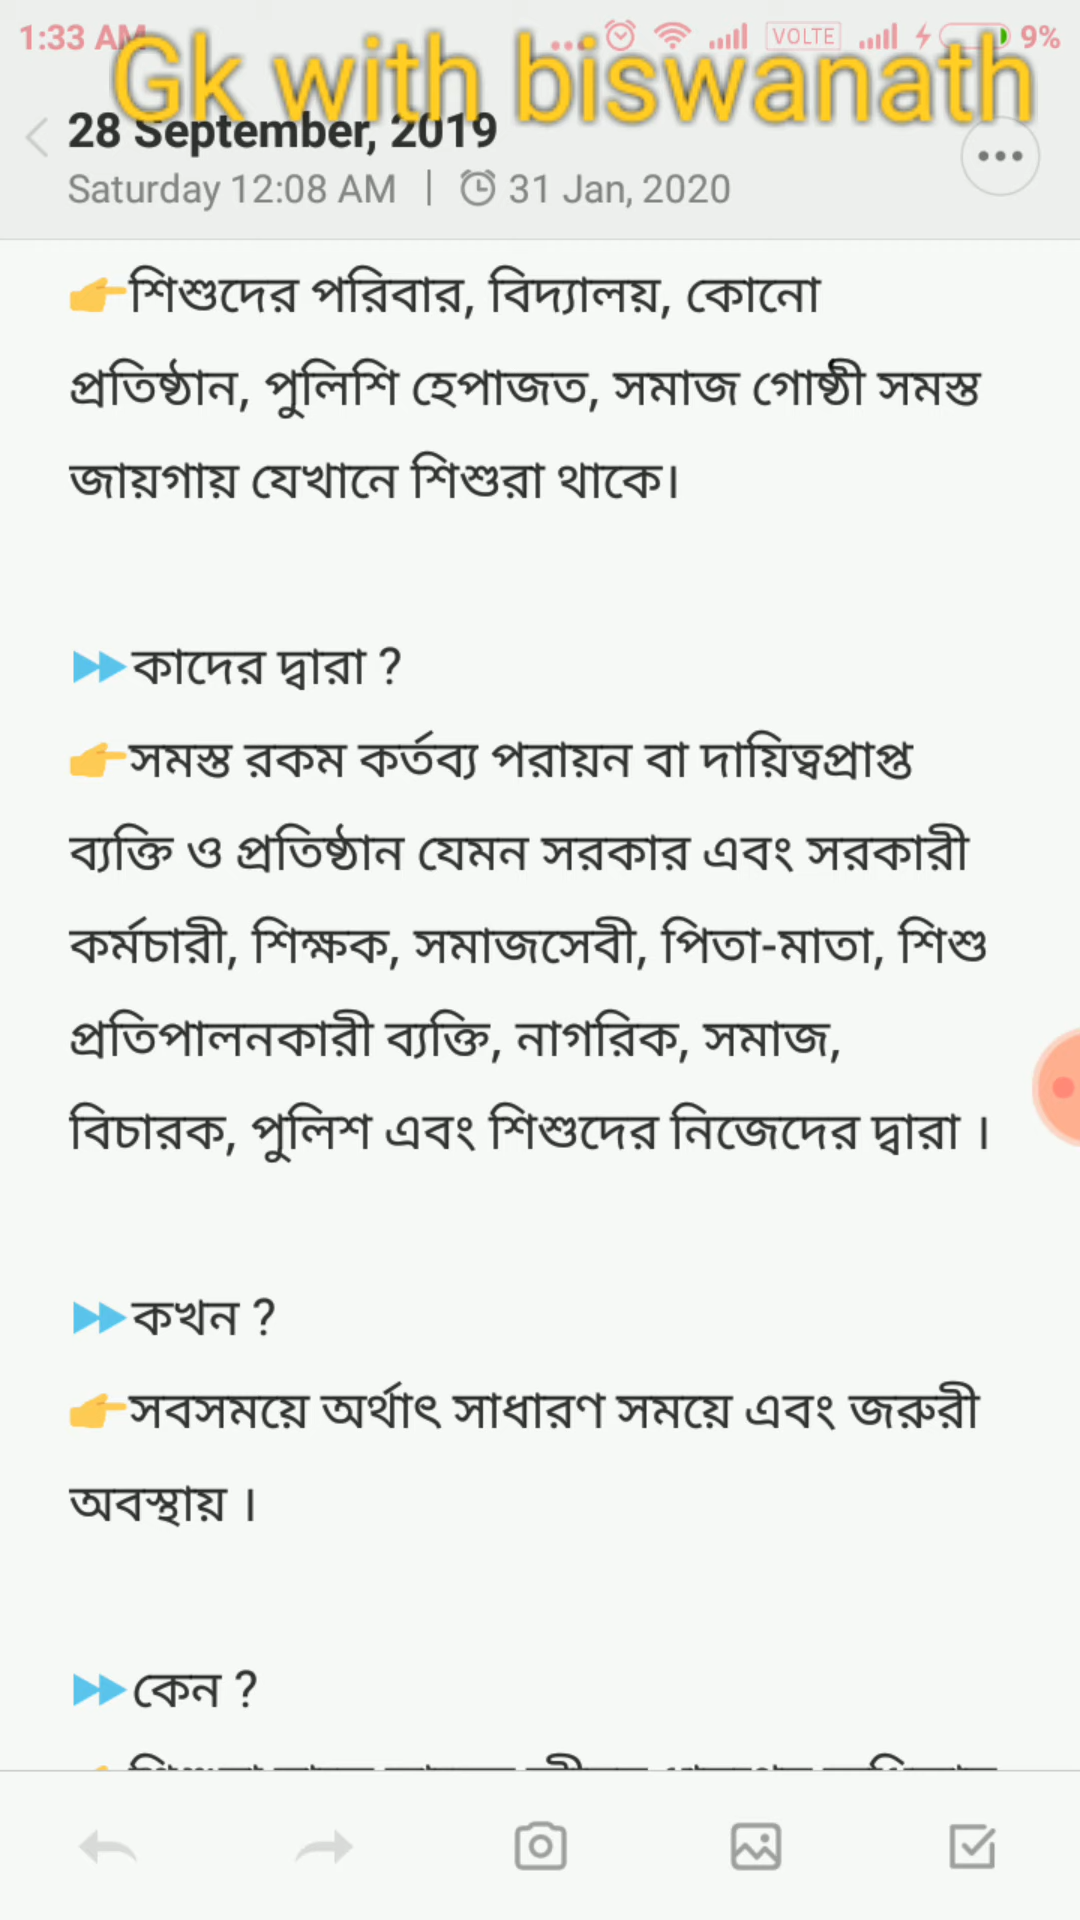 1:33 AM
VOLTE
9%
Gk with biswanath
28 September, 2019
Saturday 12:08 AM | 31 Jan, 2020
👉শিশুদের পরিবার, বিদ্যালয়, কোনো
প্রতিষ্ঠান, পুলিশি হেপাজত, সমাজ গোষ্ঠী সমস্ত
জায়গায় যেখানে শিশুরা থাকে।
⏩কাদের দ্বারা ?
👉সমস্ত রকম কর্তব্য পরায়ন বা দায়িত্বপ্রাপ্ত
ব্যক্তি ও প্রতিষ্ঠান যেমন সরকার এবং সরকারী
কর্মচারী, শিক্ষক, সমাজসেবী, পিতা-মাতা, শিশু
প্রতিপালনকারী ব্যক্তি, নাগরিক, সমাজ,
বিচারক, পুলিশ এবং শিশুদের নিজেদের দ্বারা ।
⏩কখন ?
👉সবসময়ে অর্থাৎ সাধারণ সময়ে এবং জরুরী
অবস্থায় ।
⏩কেন ?